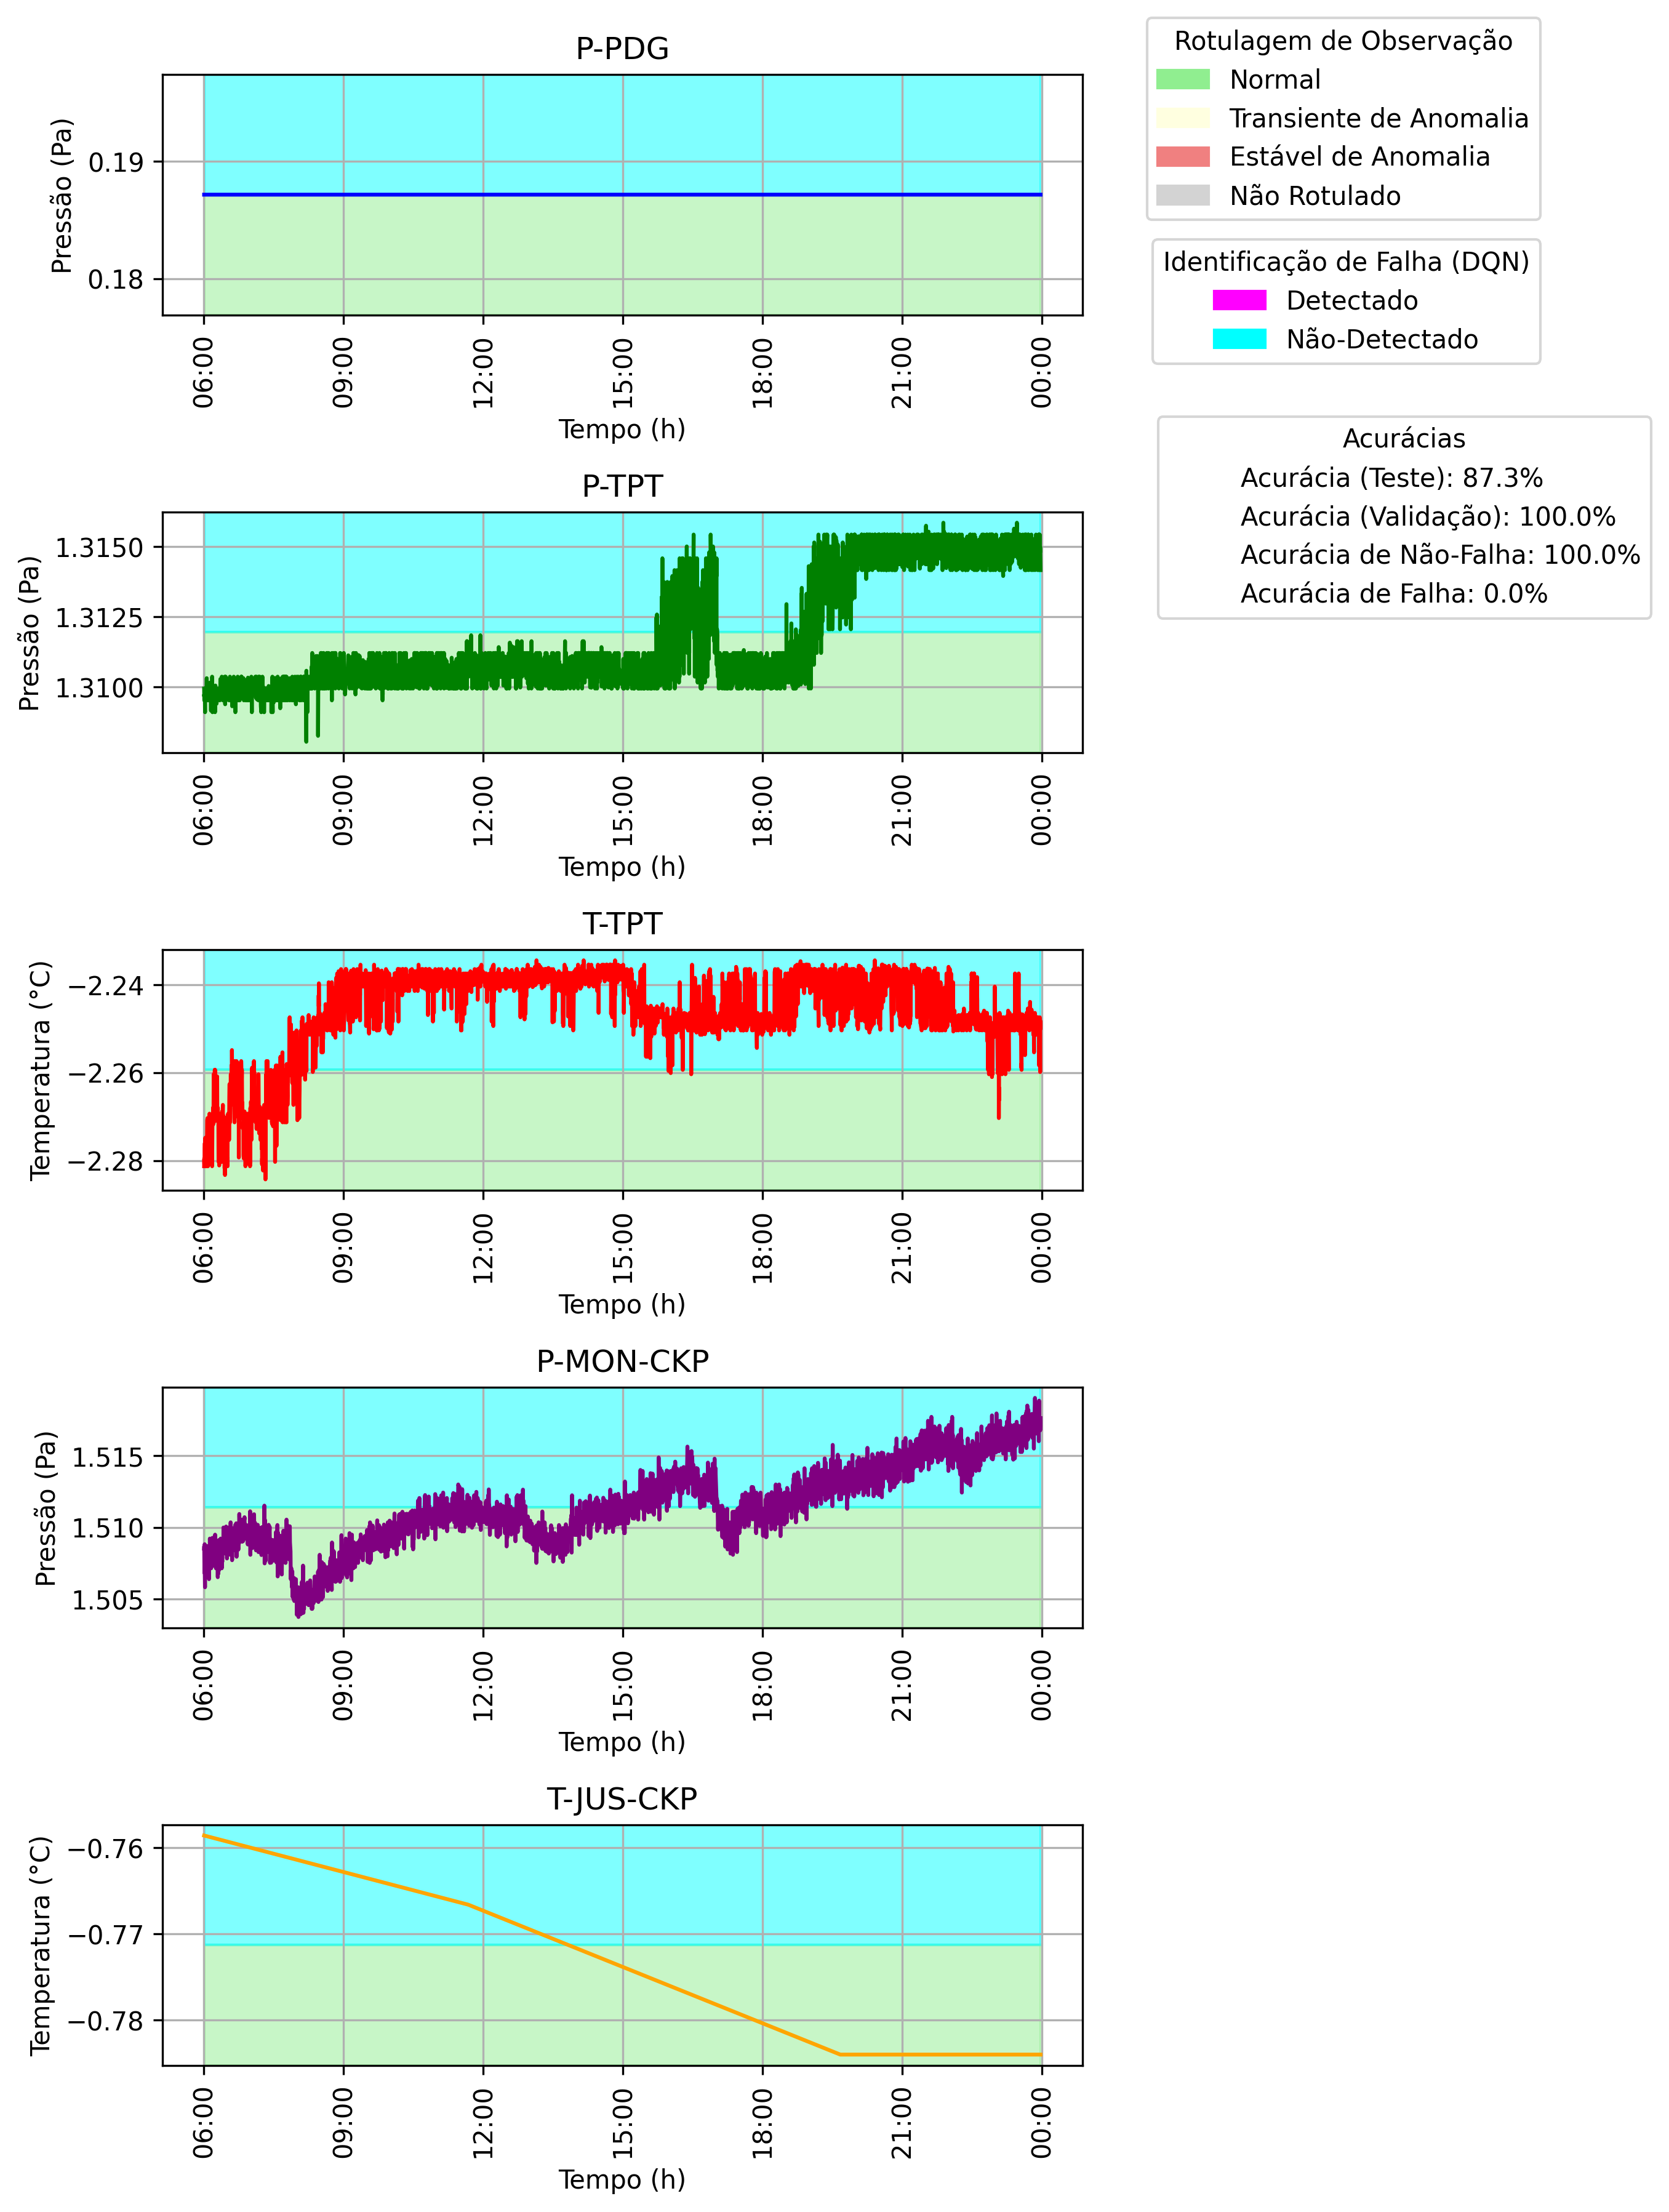 P-PDG
Pressão (Pa)
0.19
0.18
06:00
09:00
12:00
15:00
18:00
21:00
00:00
Tempo (h)
Rotulagem de Observação
Normal
Transiente de Anomalia
Estável de Anomalia
Não Rotulado
Identificação de Falha (DQN)
Detectado
Não-Detectado
Acurácias
Acurácia (Teste): 87.3%
Acurácia (Validação): 100.0%
Acurácia de Não-Falha: 100.0%
Acurácia de Falha: 0.0%
P-TPT
Pressão (Pa)
1.3150
1.3125
1.3100
06:00
09:00
12:00
15:00
18:00
21:00
00:00
Tempo (h)
T-TPT
Temperatura (°C)
−2.24
−2.26
−2.28
06:00
09:00
12:00
15:00
18:00
21:00
00:00
Tempo (h)
P-MON-CKP
Pressão (Pa)
1.515
1.510
1.505
06:00
09:00
12:00
15:00
18:00
21:00
00:00
Tempo (h)
T-JUS-CKP
Temperatura (°C)
−0.76
−0.77
−0.78
06:00
09:00
12:00
15:00
18:00
21:00
00:00
Tempo (h)